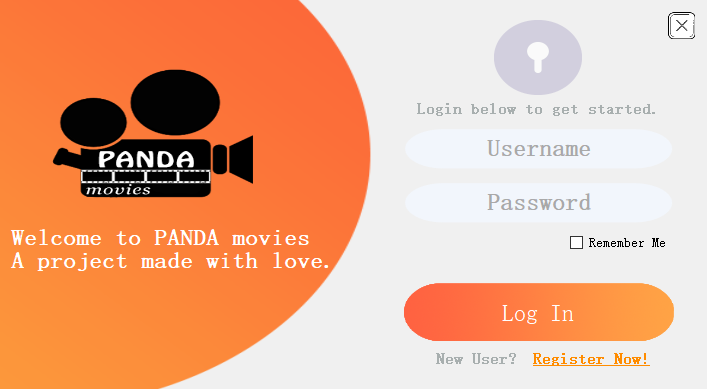 PANDA
movies
Welcome to PANDA movies
A project made with love.
Login below to get started.
Username
Password
Remember Me
Log In
New User? Register Now!